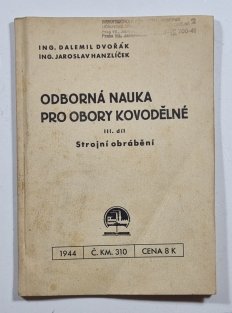 ING. DALEMIL DVOŘÁK
ING. JAROSLAV HANZLÍČEK
ODBORNÁ NAUKA
PRO OBORY KOVODĚLNÉ
III. díl
Strojní obrábění
1944 Č. KM. 310 CENA 8 K